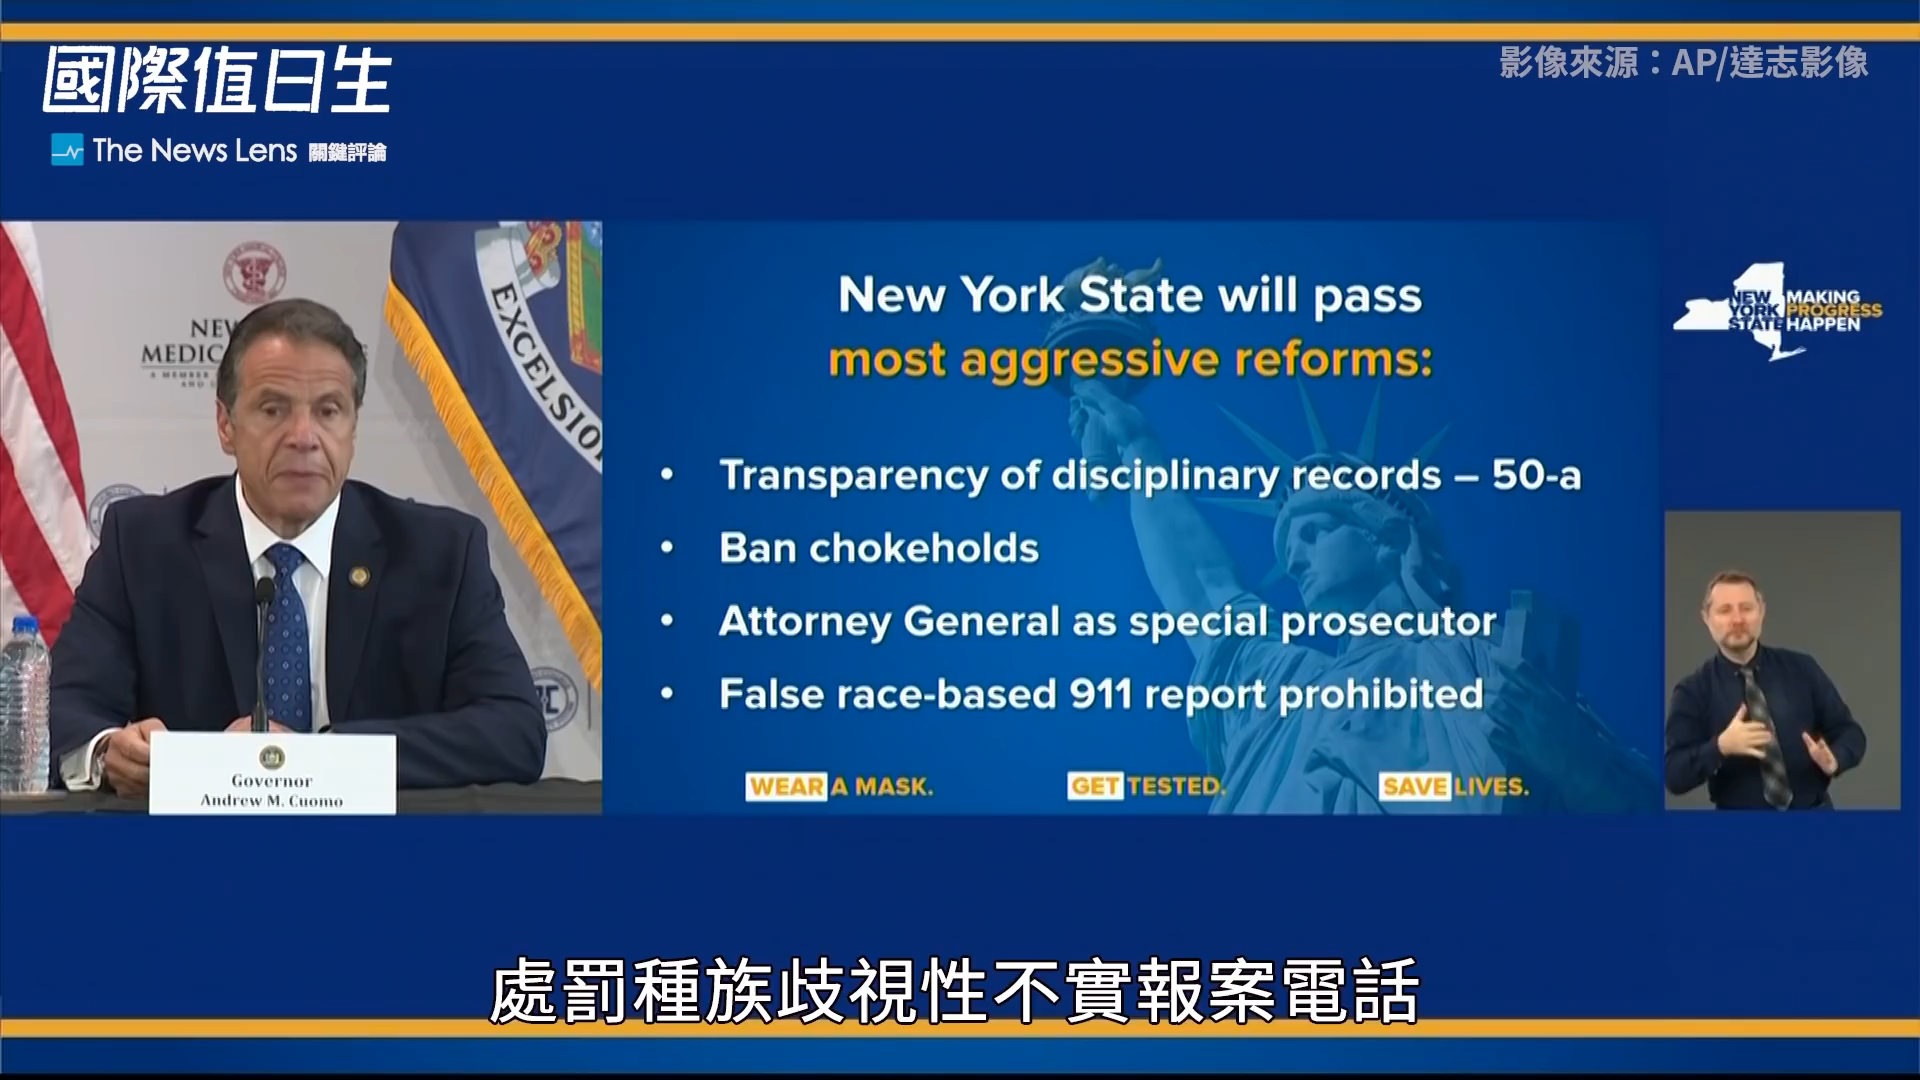 國際值日生
The News Lens 關鍵評論
影像來源：AP/達志影像
EXCELSIO
New York State will pass
most aggressive reforms:
• Transparency of disciplinary records – 50-a
• Ban chokeholds
• Attorney General as special prosecutor
• False race-based 911 report prohibited
WEAR A MASK.
GET TESTED.
SAVE LIVES.
NEW YORK STATE
MAKING PROGRESS HAPPEN
Governor
Andrew M. Cuomo
處罰種族歧視性不實報案電話